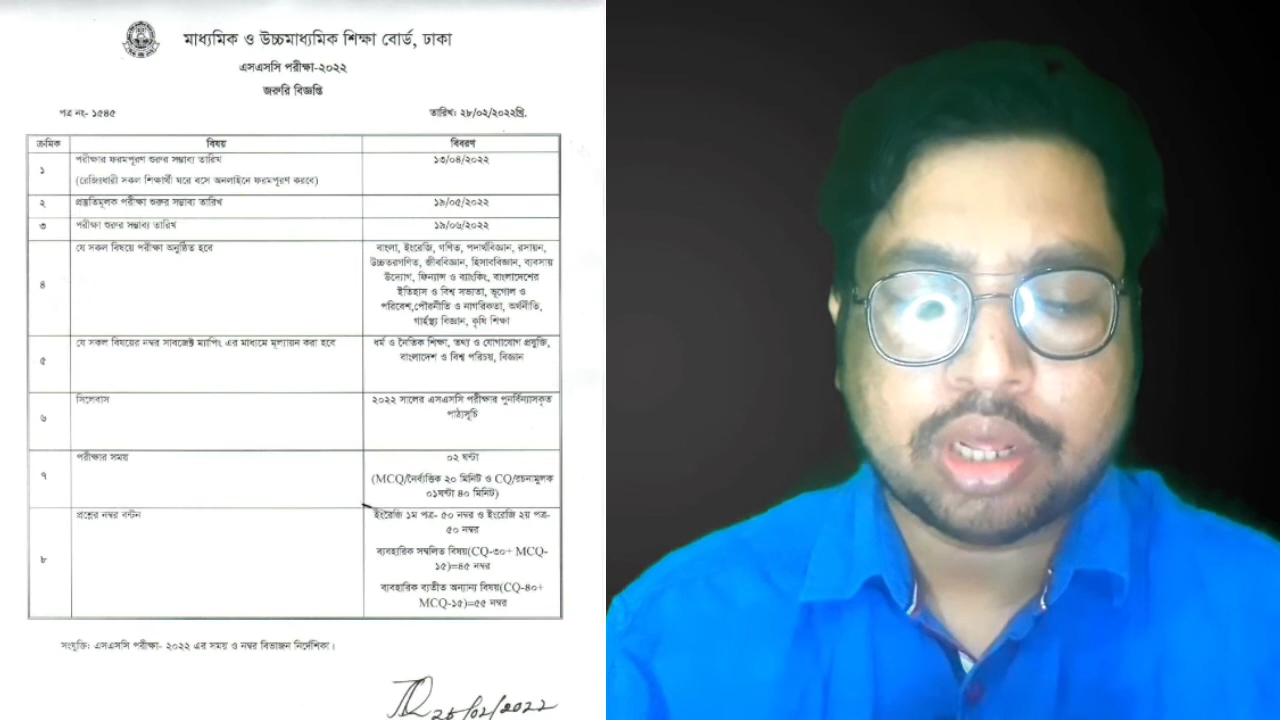 মাধ্যমিক ও উচ্চমাধ্যমিক শিক্ষা বোর্ড, ঢাকা
এসএসসি পরীক্ষা-২০২২
জরুরি বিজ্ঞপ্তি
পত্র নং- ১৫৪৫ তারিখ: ২৮/০২/২০২২খ্রি.
ক্রমিক বিষয় বিবরণ
১ পরীক্ষার ফরমপূরণ শুরুর সম্ভাব্য তারিখ ১৩/০৪/২০২২
(রেজিঃধারী সকল শিক্ষার্থী ঘরে বসে অনলাইনে ফরমপূরণ করবে)
২ প্রস্তুতিমূলক পরীক্ষা শুরুর সম্ভাব্য তারিখ ১৯/০৫/২০২২
৩ পরীক্ষা শুরুর সম্ভাব্য তারিখ ১৯/০৬/২০২২
৪ যে সকল বিষয়ে পরীক্ষা অনুষ্ঠিত হবে বাংলা, ইংরেজি, গণিত, পদার্থবিজ্ঞান, রসায়ন,
উচ্চতরগণিত, জীববিজ্ঞান, হিসাববিজ্ঞান, ব্যবসায়
উদ্যোগ, ফিন্যান্স ও ব্যাংকিং, বাংলাদেশের
ইতিহাস ও বিশ্ব সভ্যতা, ভূগোল ও
পরিবেশ,পৌরনীতি ও নাগরিকতা, অর্থনীতি,
গার্হস্থ্য বিজ্ঞান, কৃষি শিক্ষা
৫ যে সকল বিষয়ের নম্বর সাবজেক্ট ম্যাপিং এর মাধ্যমে মূল্যায়ন করা হবে ধর্ম ও নৈতিক শিক্ষা, তথ্য ও যোগাযোগ প্রযুক্তি,
বাংলাদেশ ও বিশ্ব পরিচয়, বিজ্ঞান
৬ সিলেবাস ২০২২ সালের এসএসসি পরীক্ষার পুনর্বিন্যাসকৃত
পাঠ্যসূচি
৭ পরীক্ষার সময় ০২ ঘন্টা
(MCQ/নৈর্ব্যত্তিক ২০ মিনিট ও CQ/রচনামুলক
০১ঘন্টা ৪০ মিনিট)
৮ প্রশ্নের নম্বর বন্টন ইংরেজি ১ম পত্র- ৫০ নম্বর ও ইংরেজি ২য় পত্র-
৫০ নম্বর
ব্যবহারিক সম্বলিত বিষয়(CQ-৩০+ MCQ-
১৫)=৪৫ নম্বর
ব্যবহারিক ব্যতীত অন্যান্য বিষয়(CQ-৪০+
MCQ-১৫)=৫৫ নম্বর
সংযুক্তি: এসএসসি পরীক্ষা- ২০২২ এর সময় ও নম্বর বিভাজন নির্দেশিকা।
২৮/০২/২০২২